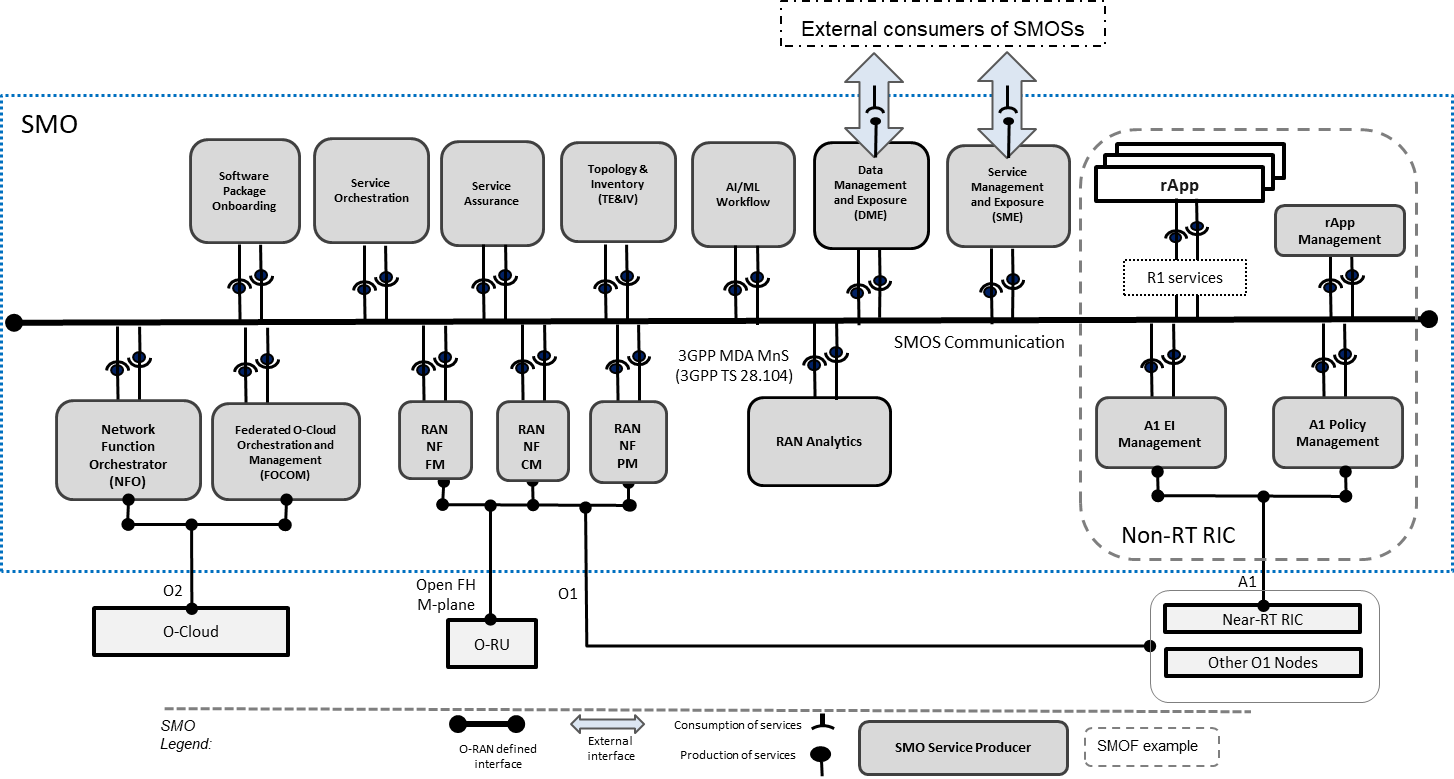 External consumers of SMOSs
SMO
Software
Package
Onboarding
Service
Orchestration
Service
Assurance
Topology &
Inventory
(TE&IV)
AI/ML
Workflow
Data
Management
and Exposure
(DME)
Service
Management
and Exposure
(SME)
rApp
rApp
Management
R1 services
SMOS Communication
3GPP MDA MnS
(3GPP TS 28.104)
Network
Function
Orchestrator
(NFO)
Federated O-Cloud
Orchestration and
Management
(FOCOM)
RAN
NF
FM
RAN
NF
CM
RAN
NF
PM
RAN Analytics
A1 EI
Management
A1 Policy
Management
Non-RT RIC
O2
Open FH
M-plane
O1
A1
O-Cloud
O-RU
Near-RT RIC
Other O1 Nodes
SMO
Legend:
O-RAN defined
interface
External
interface
Consumption of services
Production of services
SMO Service Producer
SMOF example